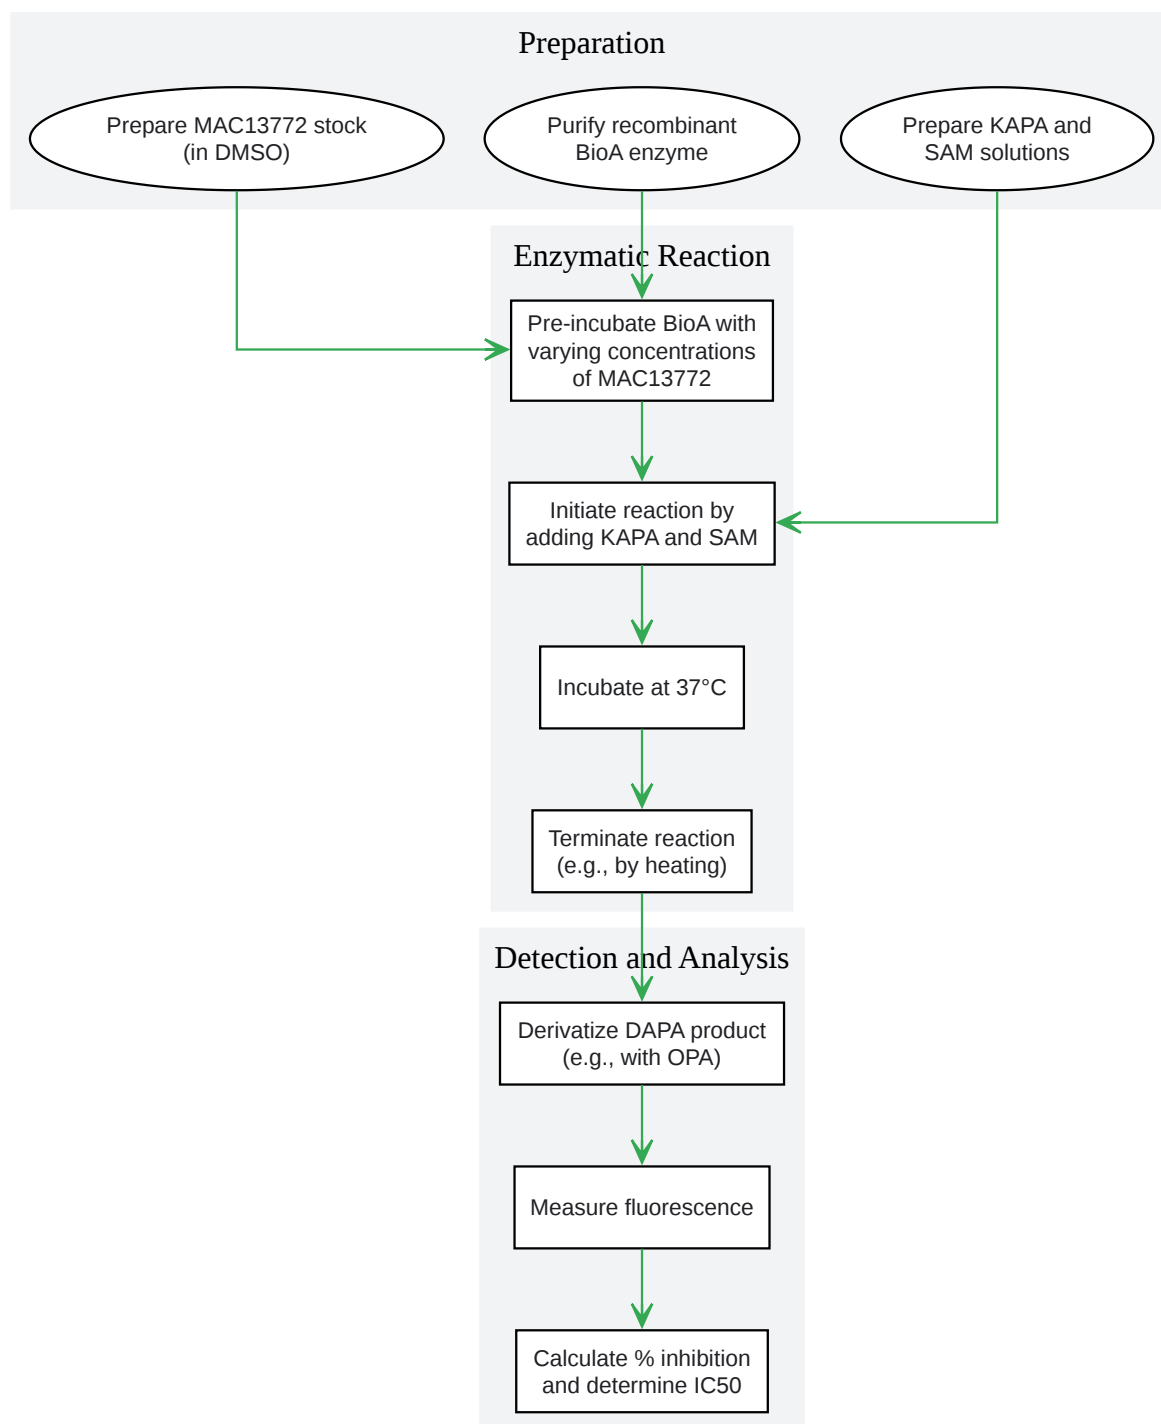 Preparation
Prepare MAC13772 stock
(in DMSO)
Purify recombinant
BioA enzyme
Prepare KAPA and
SAM solutions
Enzymatic Reaction
Pre-incubate BioA with
varying concentrations
of MAC13772
Initiate reaction by
adding KAPA and SAM
Incubate at 37°C
Terminate reaction
(e.g., by heating)
Detection and Analysis
Derivatize DAPA product
(e.g., with OPA)
Measure fluorescence
Calculate % inhibition
and determine IC50